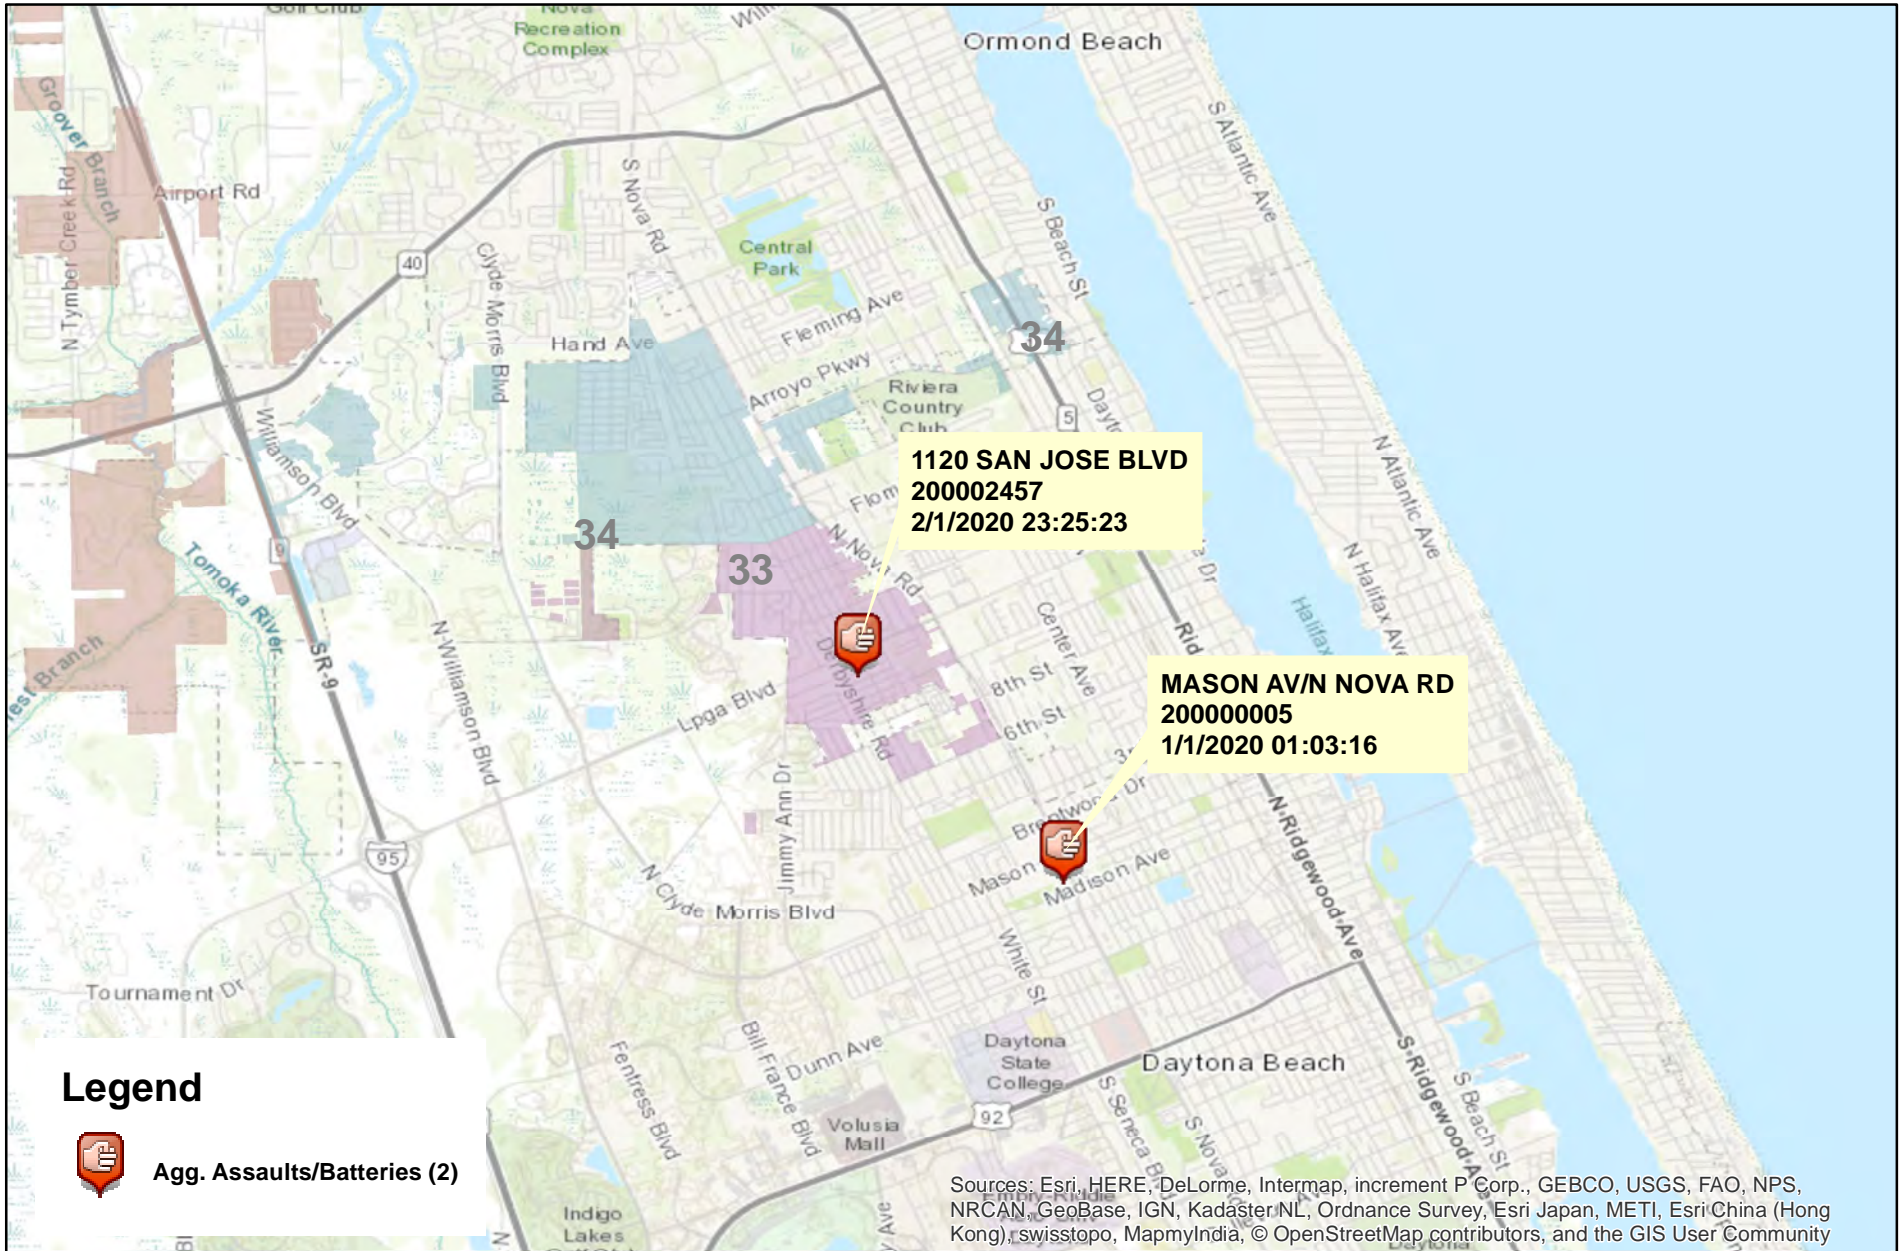 Golf Club
Nova
Recreation
Complex
Ormond Beach
Grover Branch
N Tymber Creek Rd
Airport Rd
40
S Nova Rd
Clyde Morris Blvd
Central
Park
S Beach St
S Atlantic Ave
Hand Ave
Fleming Ave
Arroyo Pkwy
34
Riviera
Country
Club
5
Williamson Blvd
N Atlantic Ave
1120 SAN JOSE BLVD
200002457
2/1/2020 23:25:23
34
33
9
N Nova Rd
Tomoka River
SR-9
N Williamson Blvd
N Halifax Ave
Halifax
Center Ave
Derbyshire Rd
Lpga Blvd
8th St
6th St
MASON AV/N NOVA RD
200000005
1/1/2020 01:03:16
Jimmy Ann Dr
Brentwood Dr
95
N Clyde Morris Blvd
Mason
Madison Ave
N Ridgewood Ave
White St
Tournament Dr
Bill France Blvd
Dunn Ave
Fentress Blvd
Daytona
State
College
Daytona Beach
92
Volusia
Mall
S Seneca Blvd
S Nova
S Ridgewood Ave
S Beach St
Legend
Agg. Assaults/Batteries (2)
Indigo
Lakes
Embry-Riddle
Sources: Esri, HERE, DeLorme, Intermap, increment P Corp., GEBCO, USGS, FAO, NPS,
NRCAN, GeoBase, IGN, Kadaster NL, Ordnance Survey, Esri Japan, METI, Esri China (Hong
Kong), swisstopo, MapmyIndia, © OpenStreetMap contributors, and the GIS User Community